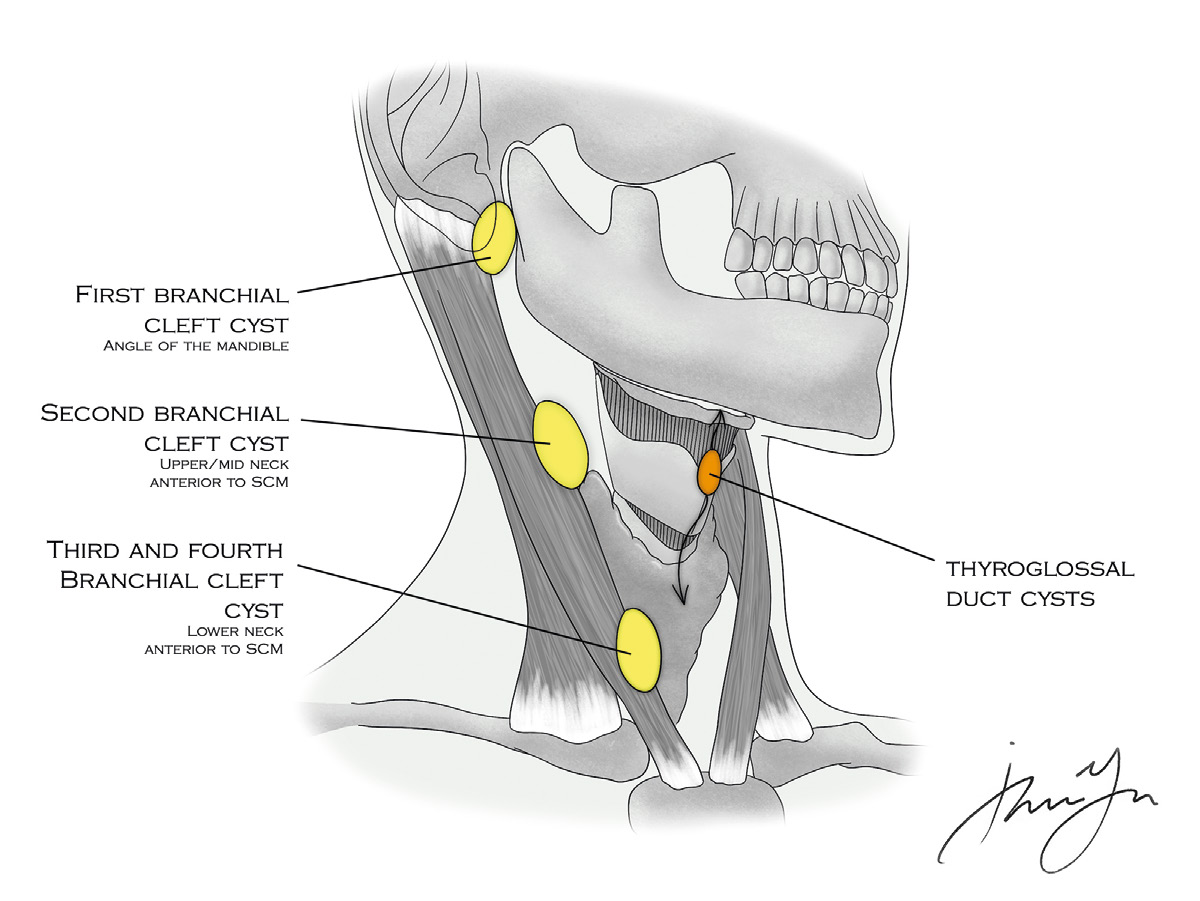 First branchial
cleft cyst
Angle of the mandible
Second branchial
cleft cyst
Upper/mid neck
anterior to SCM
Third and fourth
Branchial cleft
cyst
Lower neck
anterior to SCM
thyroglossal
duct cysts